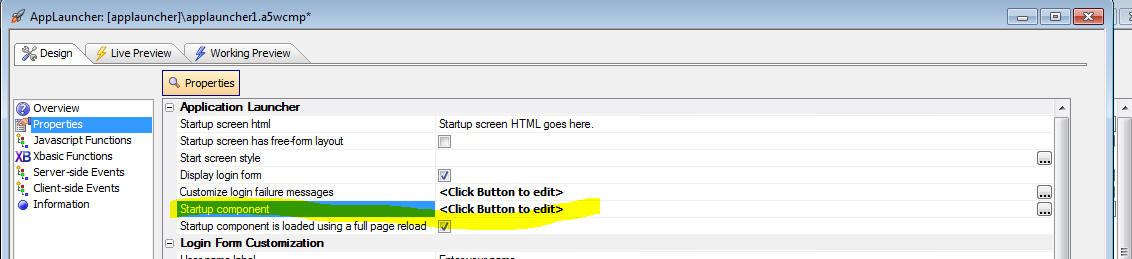 AppLauncher: [applauncher]\applauncher1.a5wcmp*
Design Live Preview Working Preview
Properties
Overview
Properties
Javascript Functions
XB Xbasic Functions
Server-side Events
Client-side Events
Information
Application Launcher
Startup screen html Startup screen HTML goes here.
Startup screen has free-form layout
Start screen style ...
Display login form
Customize login failure messages <Click Button to edit> ...
Startup component <Click Button to edit> ...
Startup component is loaded using a full page reload
Login Form Customization